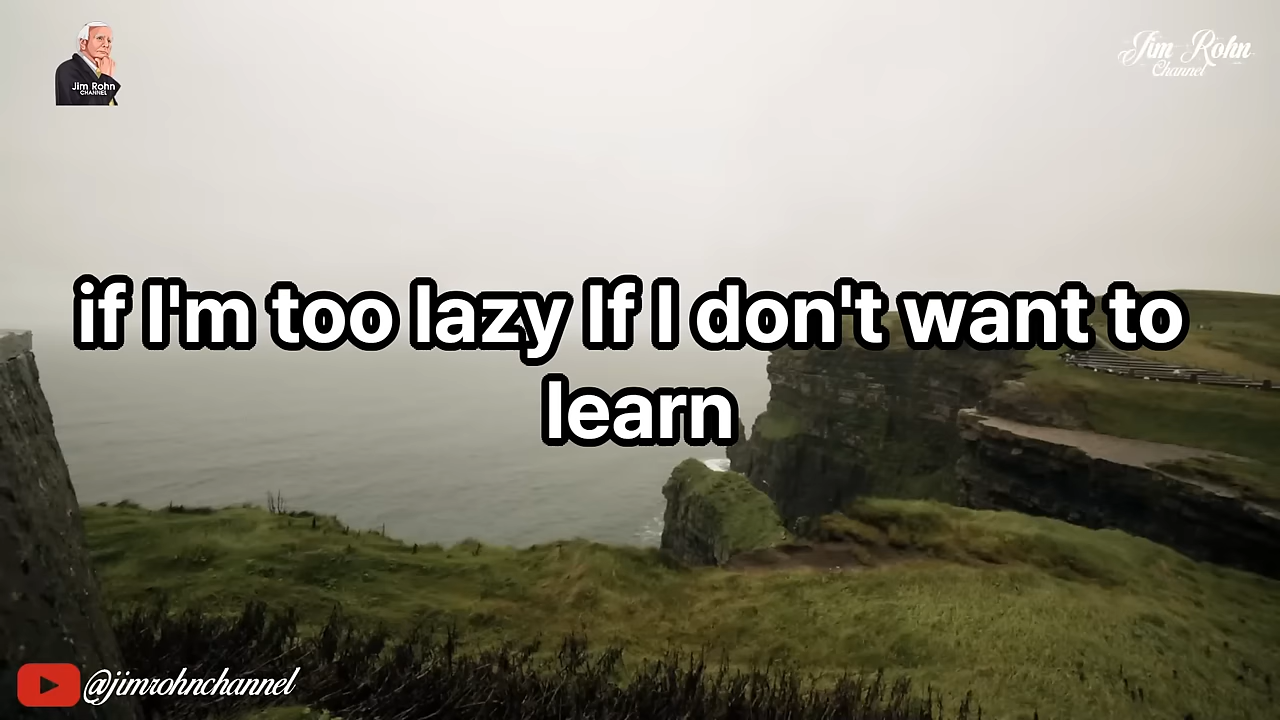 Jim Rohn
CHANNEL
Jim Rohn
Channel
if I'm too lazy If I don't want to
learn
@jimrohnchannel